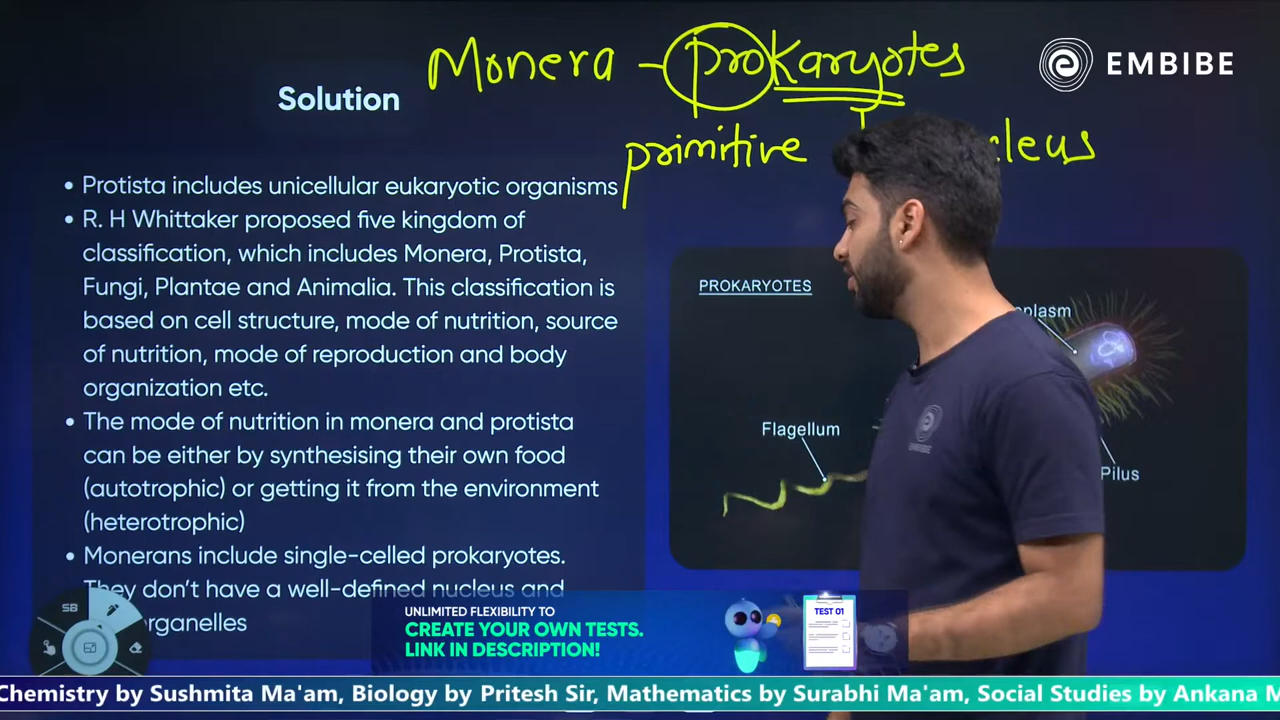 Monera - prokaryotes
EMBIBE
Solution
primitive
• Protista includes unicellular eukaryotic organisms
• R. H Whittaker proposed five kingdom of
classification, which includes Monera, Protista,
Fungi, Plantae and Animalia. This classification is
based on cell structure, mode of nutrition, source
of nutrition, mode of reproduction and body
organization etc.
• The mode of nutrition in monera and protista
can be either by synthesising their own food
(autotrophic) or getting it from the environment
(heterotrophic)
• Monerans include single-celled prokaryotes.
They don't have a well-defined nucleus and
PROKARYOTES
Flagellum
Pilus
EMBIBE
SB
UNLIMITED FLEXIBILITY TO
CREATE YOUR OWN TESTS.
LINK IN DESCRIPTION!
TEST 01
Chemistry by Sushmita Ma'am, Biology by Pritesh Sir, Mathematics by Surabhi Ma'am, Social Studies by Ankana M